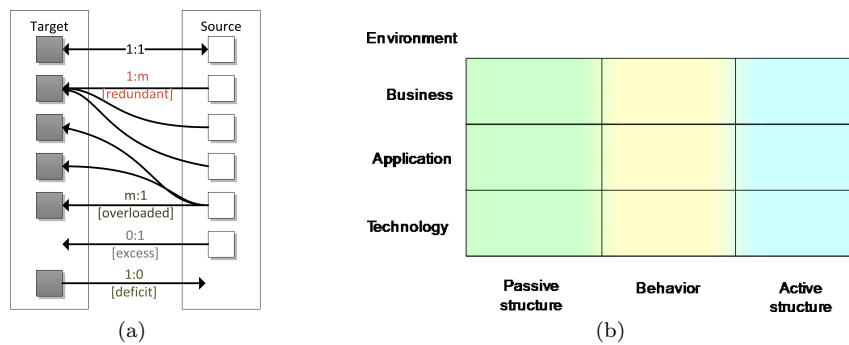 Target
Source
1:1
1:m
[redundant]
m:1
[overloaded]
0:1
[excess]
1:0
[deficit]
(a)
Environment
Business
Application
Technology
Passive
structure
Behavior
Active
structure
(b)